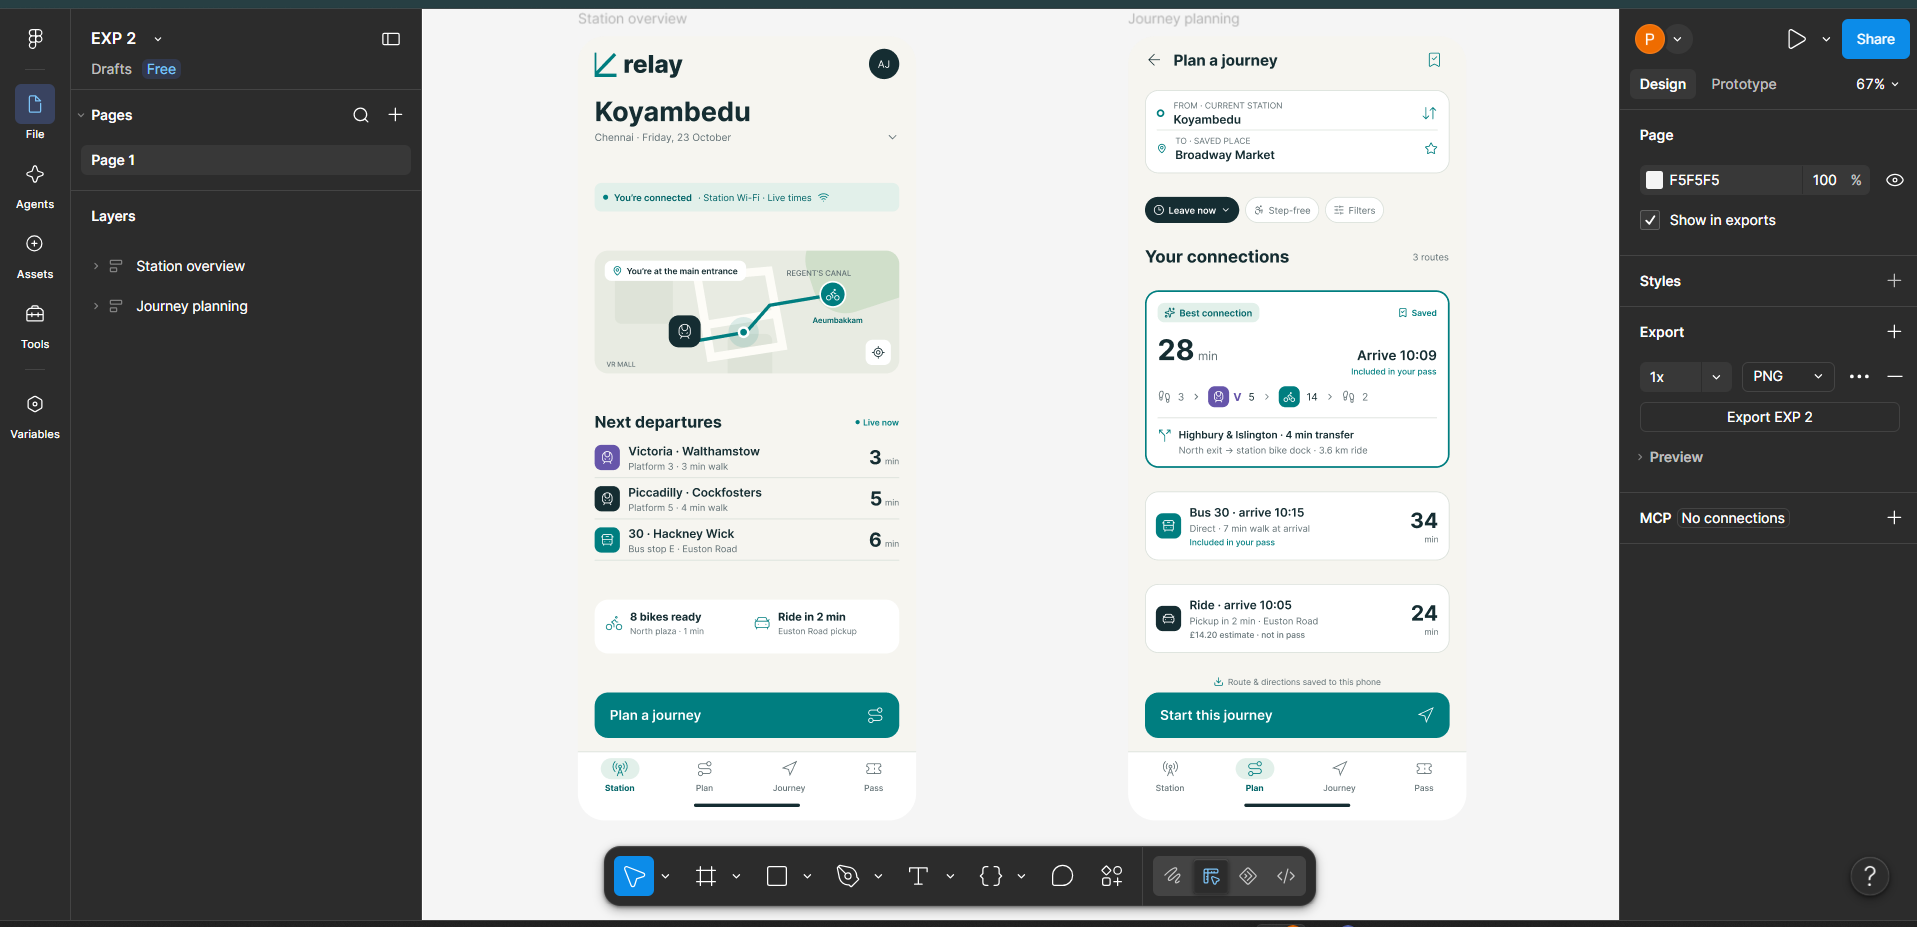 EXP 2
Drafts Free
Pages
Page 1
Layers
Station overview
Journey planning
File
Agents
Assets
Tools
Variables
Station overview
relay
AJ
Koyambedu
Chennai · Friday, 23 October
You're connected · Station Wi-Fi · Live times
You're at the main entrance
REGENT'S CANAL
Aeumbakkam
VR MALL
Next departures
Live now
Victoria · Walthamstow
Platform 3 · 3 min walk
3 min
Piccadilly · Cockfosters
Platform 5 · 4 min walk
5 min
30 · Hackney Wick
Bus stop E · Euston Road
6 min
8 bikes ready
North plaza · 1 min
Ride in 2 min
Euston Road pickup
Plan a journey
Station
Plan
Journey
Pass
Journey planning
Plan a journey
FROM · CURRENT STATION
Koyambedu
TO · SAVED PLACE
Broadway Market
Leave now
Step-free
Filters
Your connections
3 routes
Best connection
Saved
28 min
Arrive 10:09
Included in your pass
3 > V 5 > 14 > 2
Highbury & Islington · 4 min transfer
North exit → station bike dock · 3.6 km ride
Bus 30 · arrive 10:15
Direct · 7 min walk at arrival
Included in your pass
34
min
Ride · arrive 10:05
Pickup in 2 min · Euston Road
£14.20 estimate · not in pass
24
min
Route & directions saved to this phone
Start this journey
Station
Plan
Journey
Pass
P
Share
Design
Prototype
67%
Page
F5F5F5
100 %
Show in exports
Styles
Export
1x
PNG
Export EXP 2
Preview
MCP No connections
?